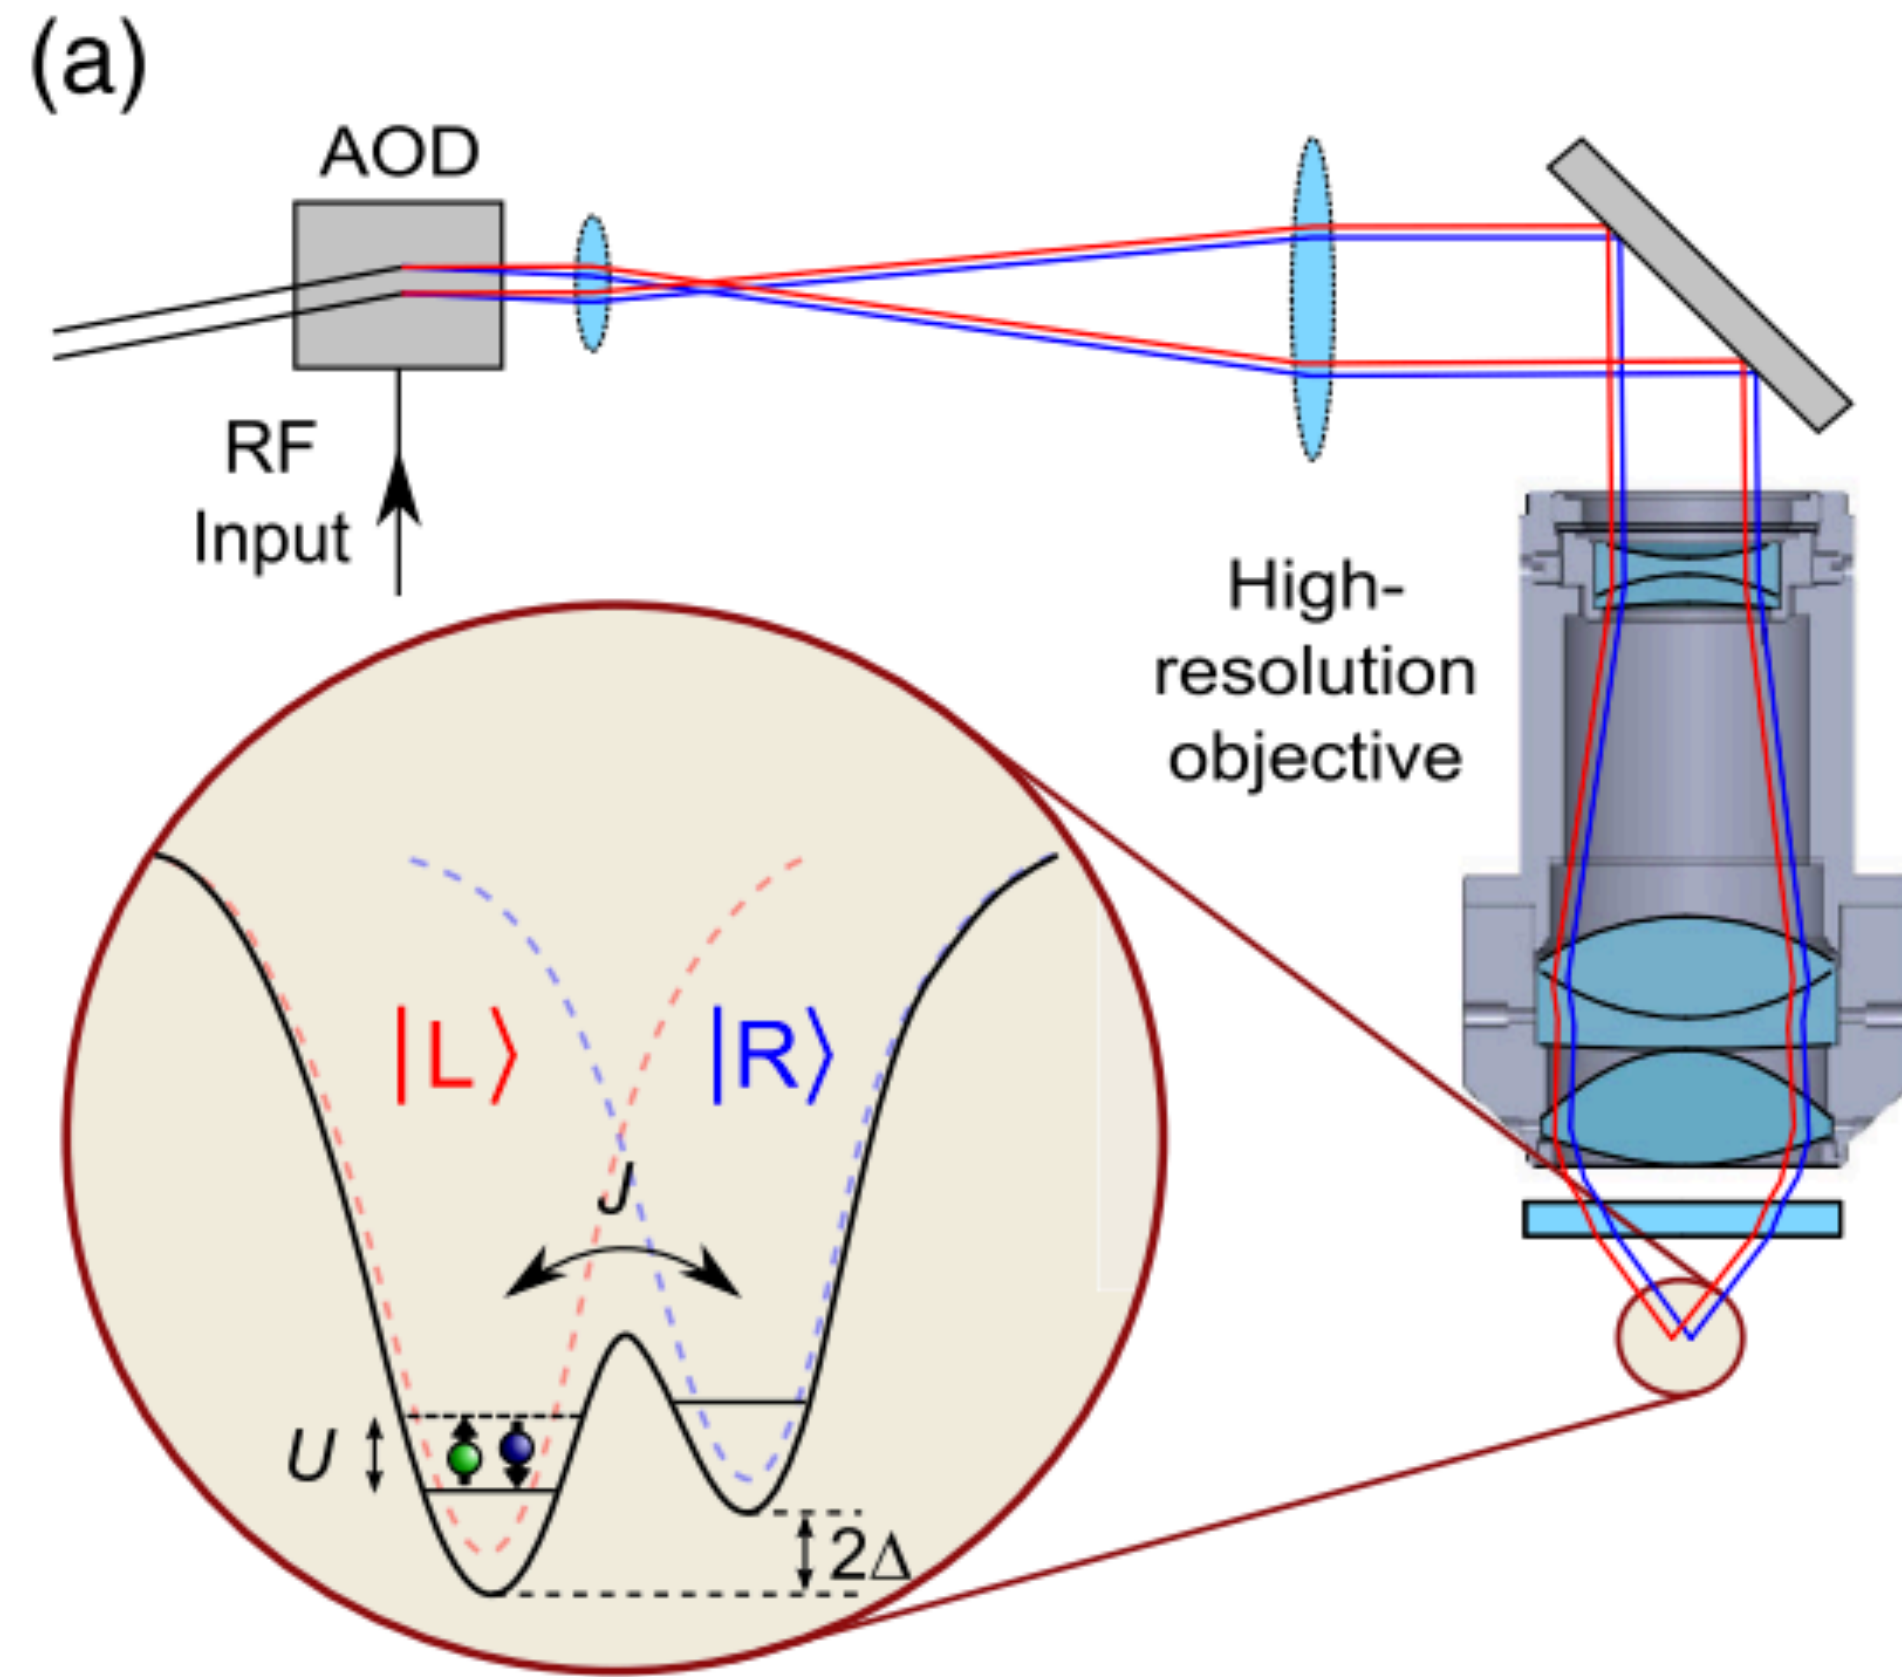 (a)
AOD
RF
Input
High-
resolution
objective
|L⟩
|R⟩
J
U
2Δ